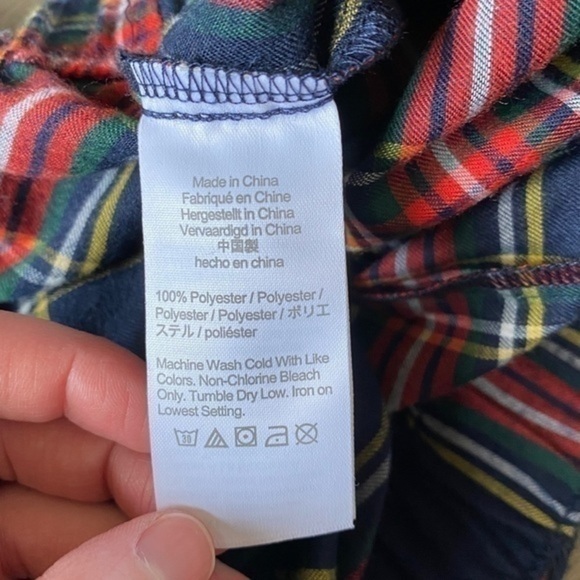 Made in China
Fabriqué en Chine
Hergestellt in China
Vervaardigd in China
中国製
hecho en china
100% Polyester / Polyester /
Polyester / Polyester / ポリエ
ステル / poliéster
Machine Wash Cold With Like
Colors. Non-Chlorine Bleach
Only. Tumble Dry Low. Iron on
Lowest Setting.
30